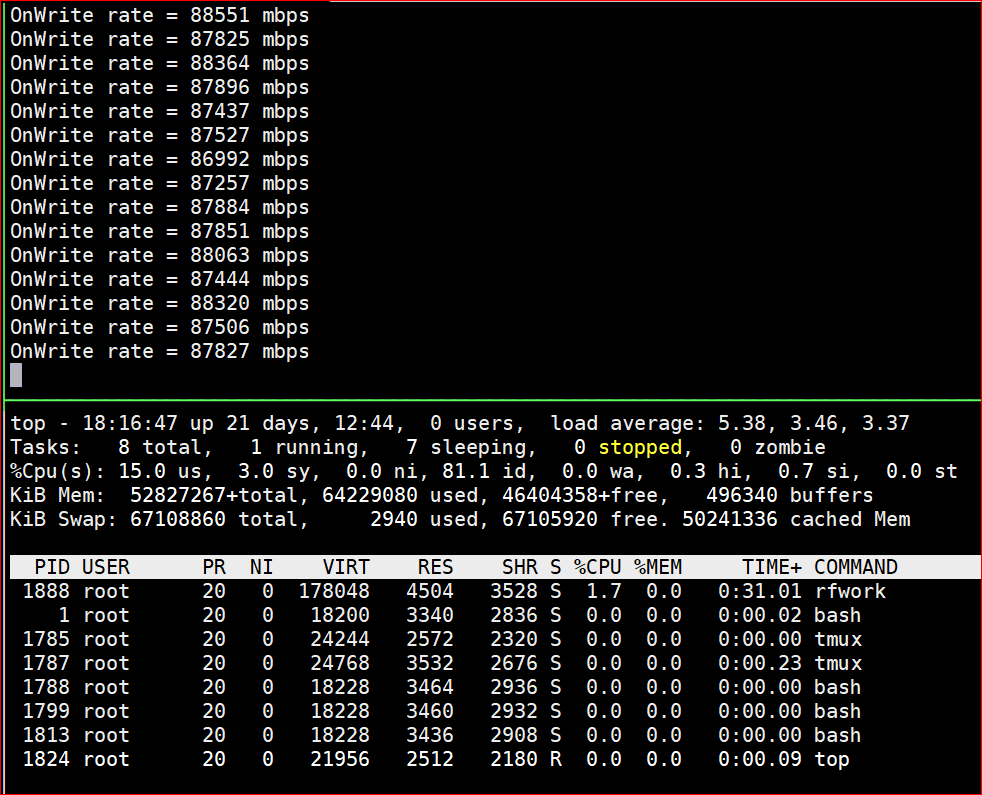 OnWrite rate = 88551 mbps
OnWrite rate = 87825 mbps
OnWrite rate = 88364 mbps
OnWrite rate = 87896 mbps
OnWrite rate = 87437 mbps
OnWrite rate = 87527 mbps
OnWrite rate = 86992 mbps
OnWrite rate = 87257 mbps
OnWrite rate = 87884 mbps
OnWrite rate = 87851 mbps
OnWrite rate = 88063 mbps
OnWrite rate = 87444 mbps
OnWrite rate = 88320 mbps
OnWrite rate = 87506 mbps
OnWrite rate = 87827 mbps
top - 18:16:47 up 21 days, 12:44,  0 users,  load average: 5.38, 3.46, 3.37
Tasks:   8 total,   1 running,   7 sleeping,   0 stopped,   0 zombie
%Cpu(s): 15.0 us,  3.0 sy,  0.0 ni, 81.1 id,  0.0 wa,  0.3 hi,  0.7 si,  0.0 st
KiB Mem:  52827267+total, 64229080 used, 46404358+free,   496340 buffers
KiB Swap: 67108860 total,     2940 used, 67105920 free. 50241336 cached Mem
  PID USER      PR  NI    VIRT    RES    SHR S %CPU %MEM     TIME+ COMMAND
 1888 root      20   0  178048   4504   3528 S  1.7  0.0   0:31.01 rfwork
    1 root      20   0   18200   3340   2836 S  0.0  0.0   0:00.02 bash
 1785 root      20   0   24244   2572   2320 S  0.0  0.0   0:00.00 tmux
 1787 root      20   0   24768   3532   2676 S  0.0  0.0   0:00.23 tmux
 1788 root      20   0   18228   3464   2936 S  0.0  0.0   0:00.00 bash
 1799 root      20   0   18228   3460   2932 S  0.0  0.0   0:00.00 bash
 1813 root      20   0   18228   3436   2908 S  0.0  0.0   0:00.00 bash
 1824 root      20   0   21956   2512   2180 R  0.0  0.0   0:00.09 top